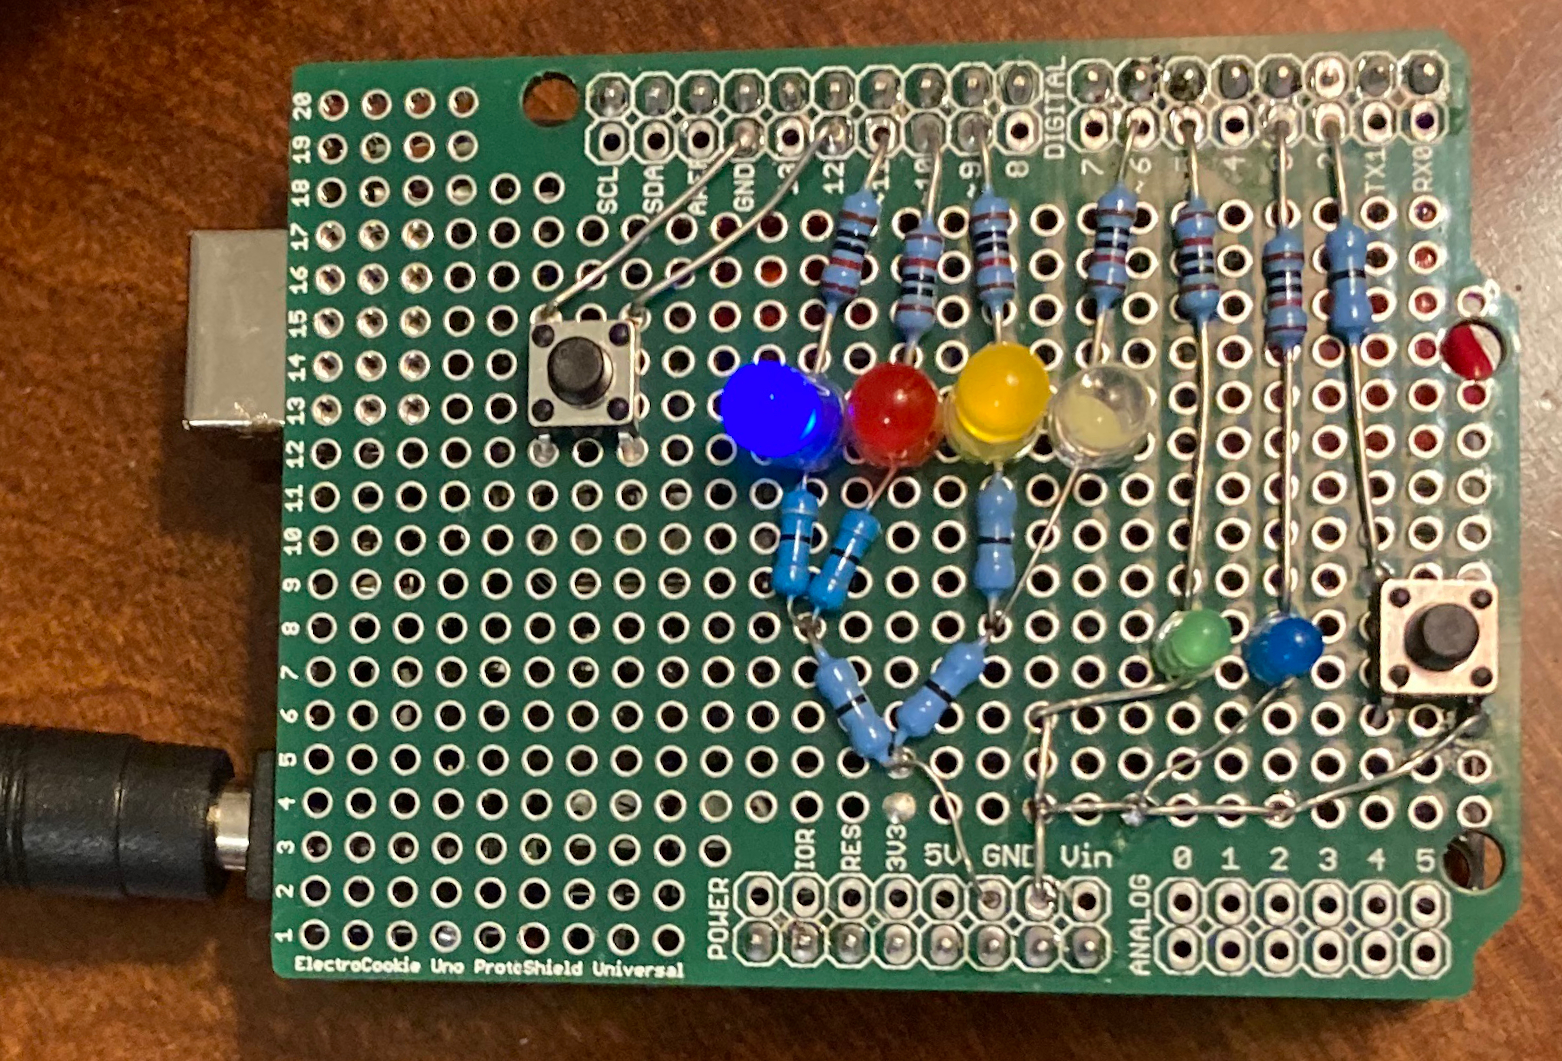 20
19
18
17
16
15
14
13
12
11
10
9
8
7
6
5
4
3
2
1
SCL
SDA
AREF
GND
13
12
~11
~10
~9
8
DIGITAL
7
~6
~5
4
~3
2
TX1
RX0
POWER
IOR
RES
3V3
5V
GND
Vin
ANALOG
0
1
2
3
4
5
ElectroCookie Uno ProtoShield Universal